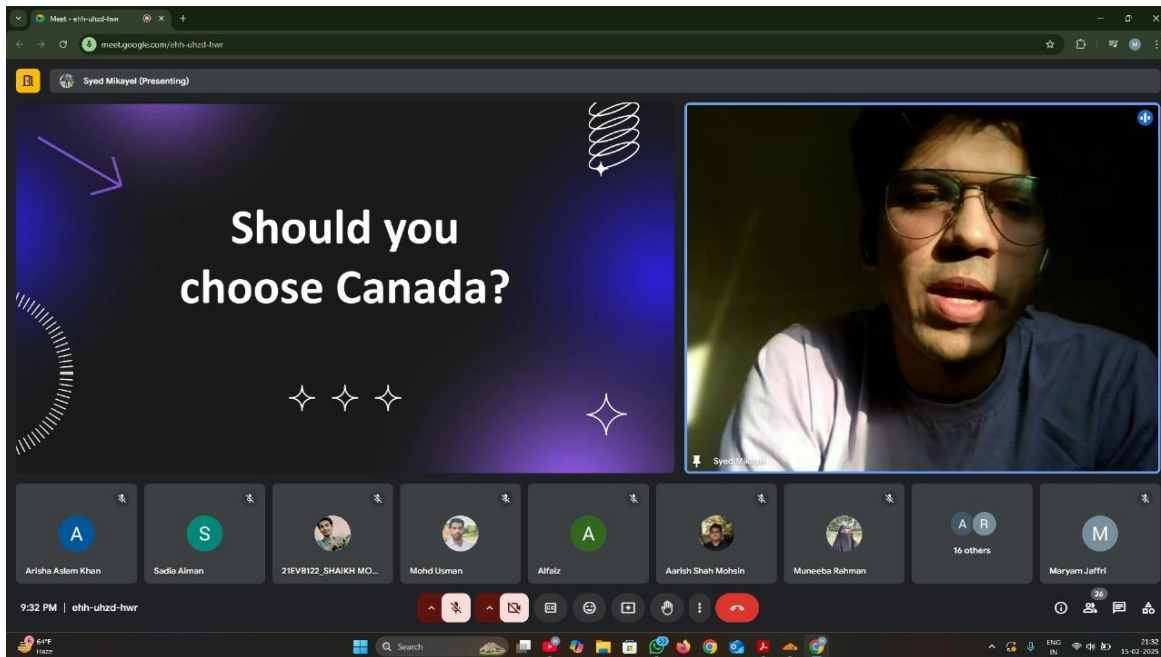 Meet - ehh-uhzd-hwr
meet.google.com/ehh-uhzd-hwr
Syed Mikayel (Presenting)
Should you
choose Canada?
Syed Mikayel
A
Arisha Aslam Khan
S
Sadia Aiman
21EVB122_SHAIKH MO...
Mohd Usman
A
Alfaiz
Aarish Shah Mohsin
Muneeba Rahman
A R
16 others
M
Maryam Jaffri
9:32 PM | ehh-uhzd-hwr
26
64°F
Haze
Search
ENG
IN
21:32
15-02-2025